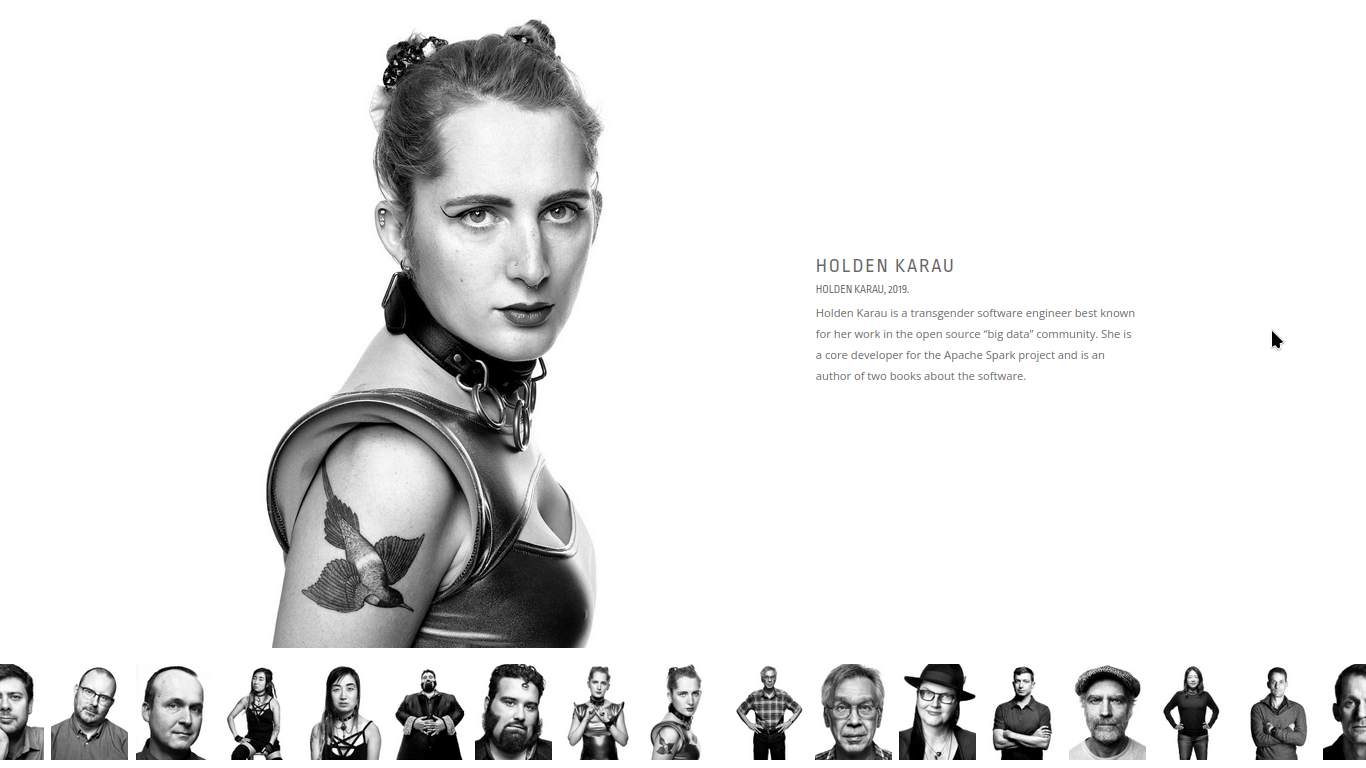 HOLDEN KARAU
HOLDEN KARAU, 2019.
Holden Karau is a transgender software engineer best known
for her work in the open source “big data” community. She is
a core developer for the Apache Spark project and is an
author of two books about the software.